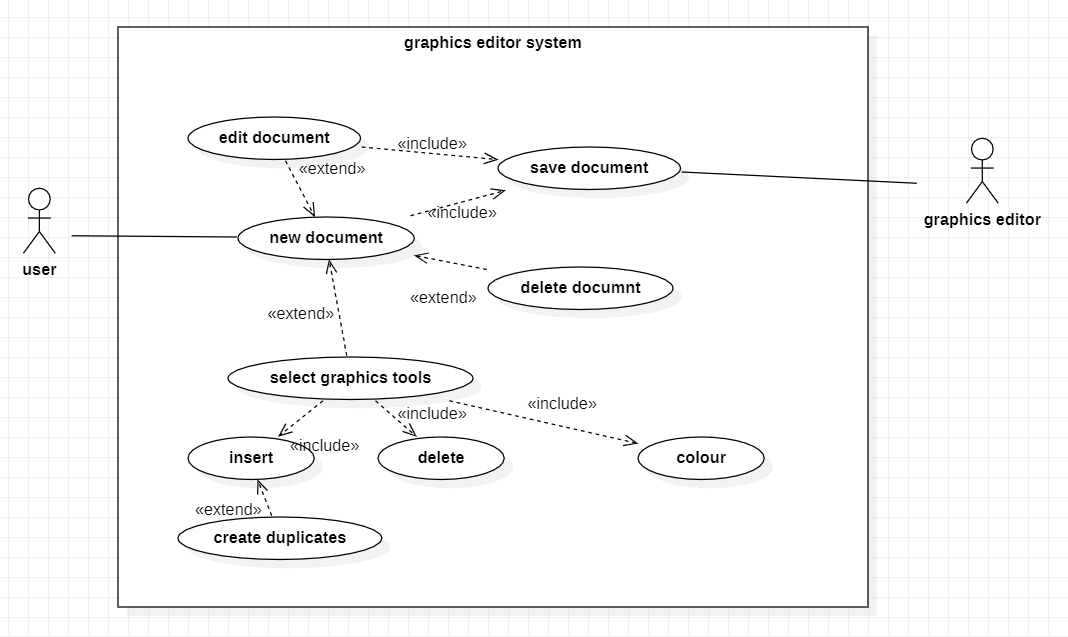 graphics editor system
edit document
«include»
save document
«extend»
«include»
graphics editor
new document
user
delete documnt
«extend»
«extend»
select graphics tools
«include»
«include»
«include»
insert
delete
colour
«extend»
create duplicates